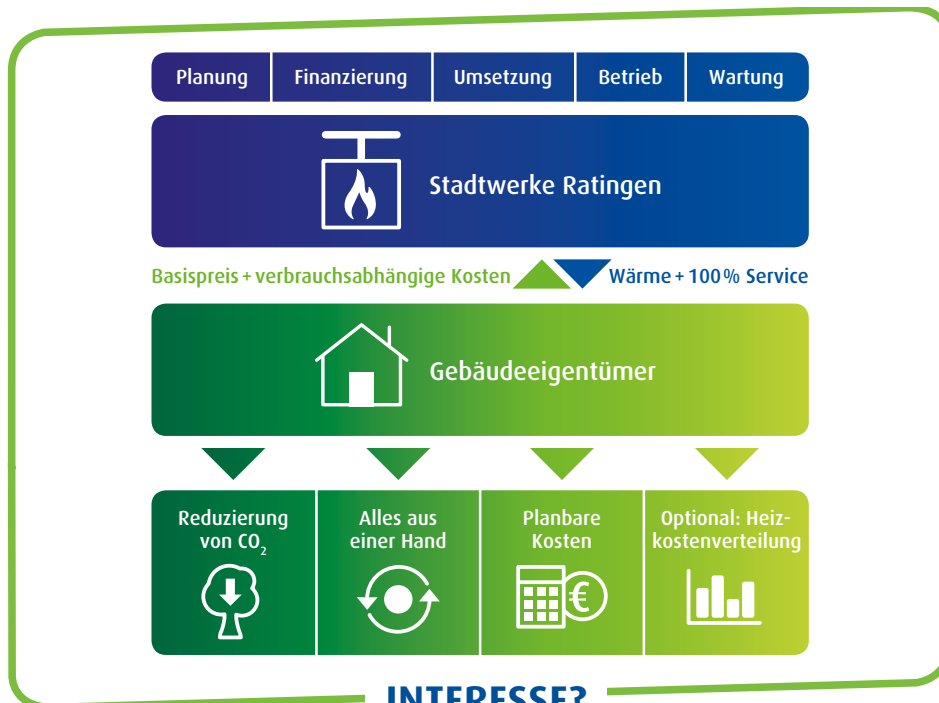 Planung Finanzierung Umsetzung Betrieb Wartung
Stadtwerke Ratingen
Basispreis + verbrauchsabhängige Kosten Wärme + 100 % Service
Gebäudeeigentümer
Reduzierung
von CO₂
Alles aus
einer Hand
Planbare
Kosten
€
Optional: Heiz-
kostenverteilung
INTERESSE?